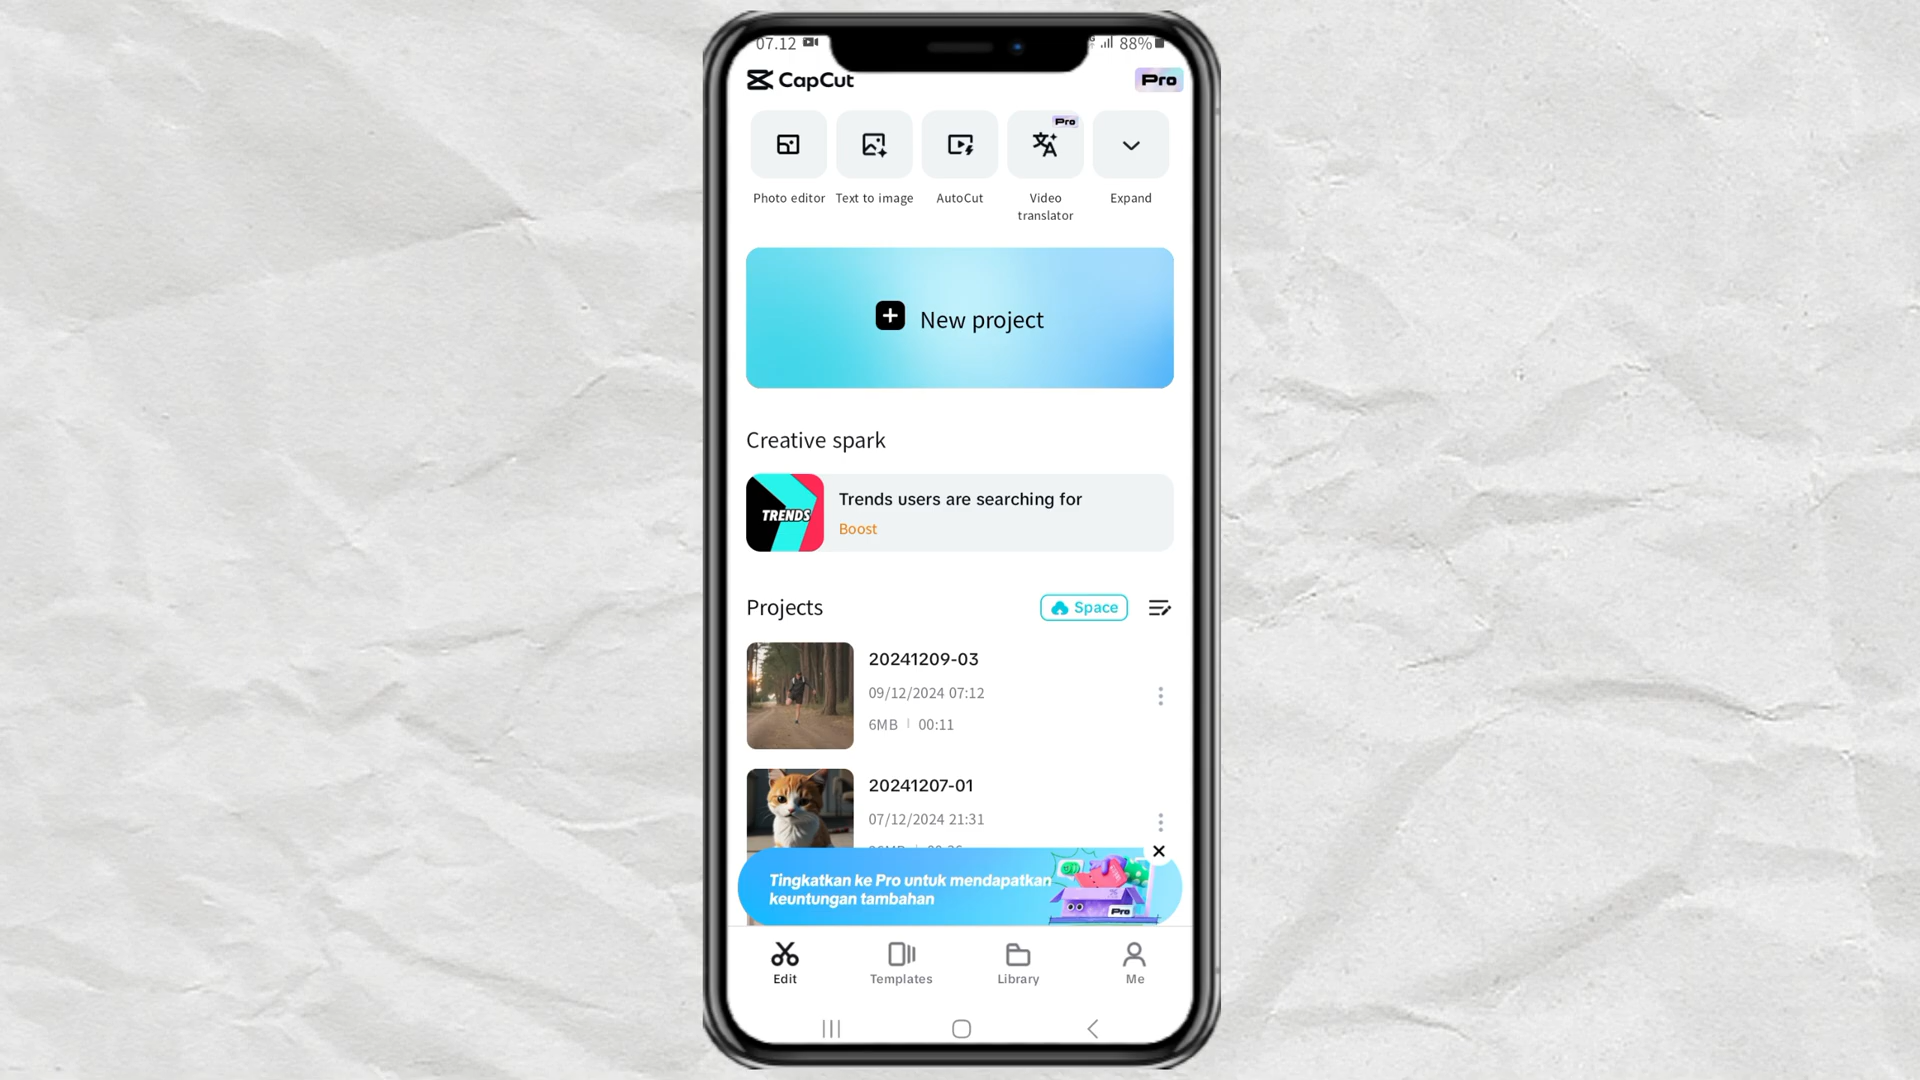 07.12
88%
CapCut
Pro
Pro
Photo editor
Text to image
AutoCut
Video
translator
Expand
New project
Creative spark
TRENDS
Trends users are searching for
Boost
Projects
Space
20241209-03
09/12/2024 07:12
6MB | 00:11
20241207-01
07/12/2024 21:31
Tingkatkan ke Pro untuk mendapatkan
keuntungan tambahan
Pro
Edit
Templates
Library
Me